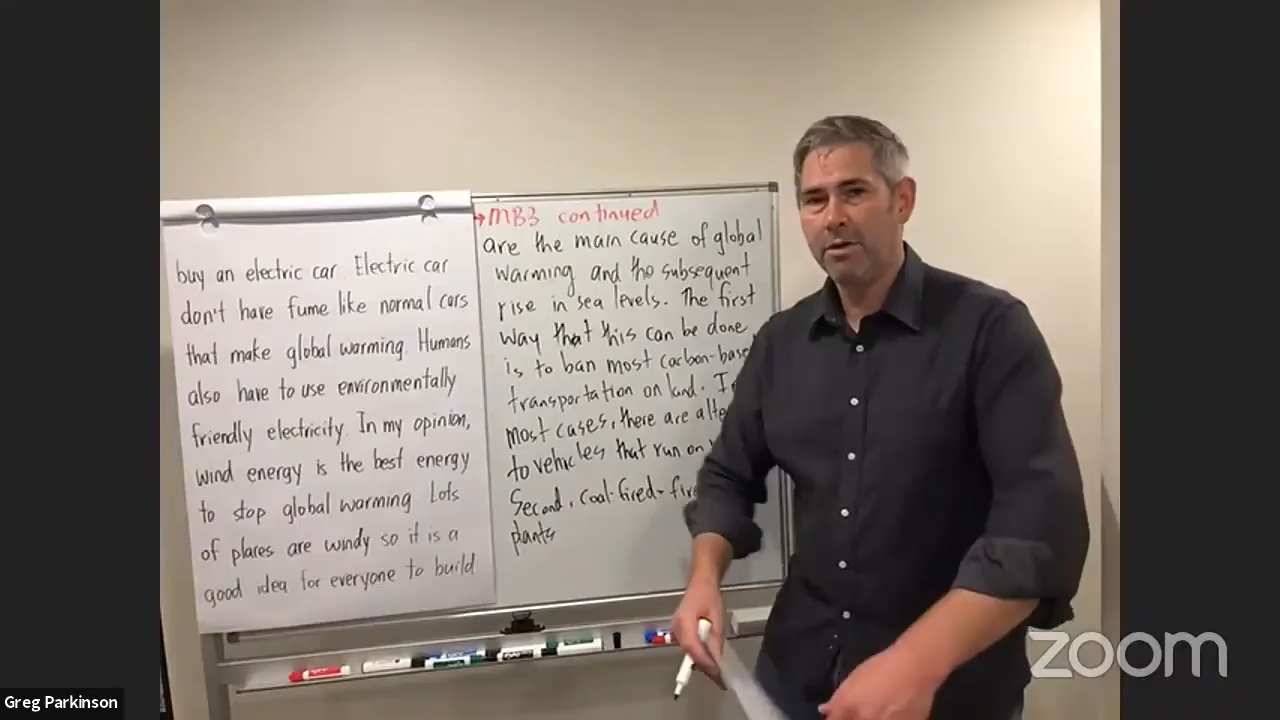 buy an electric car. Electric car
don't have fume like normal cars
that make global warming. Humans
also have to use environmentally
friendly electricity. In my opinion,
wind energy is the best energy
to stop global warming. Lots
of places are windy so it is a
good idea for everyone to build
→MB3 continued
are the main cause of global
warming and the subsequent
rise in sea levels. The first
way that this can be done
is to ban most carbon-base
transportation on land. I
most cases, there are alte
to vehicles that run on
Second, coal-fired-fire
plants
Greg Parkinson
zoom